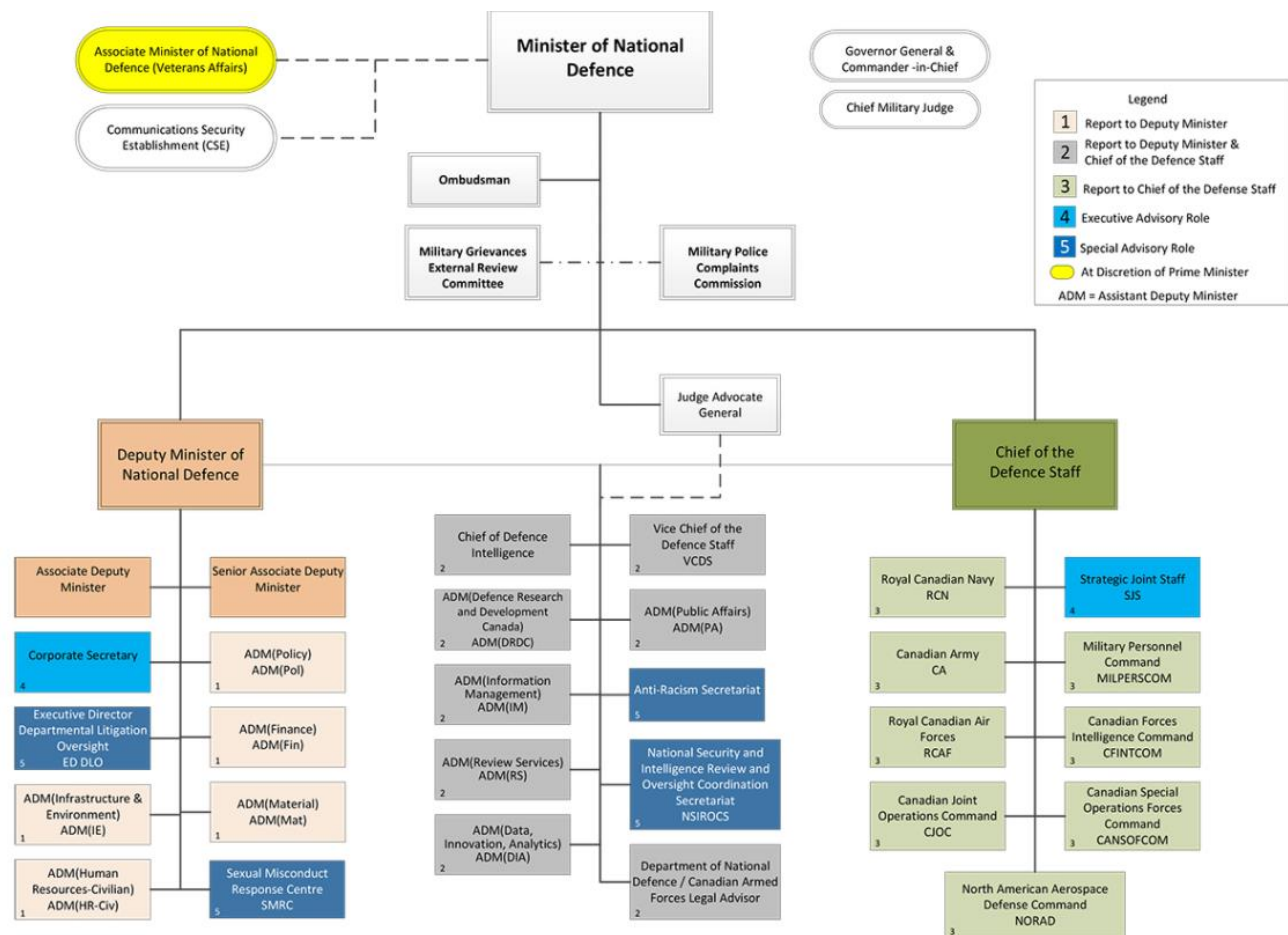 Associate Minister of National
Defence (Veterans Affairs)
Communications Security
Establishment (CSE)
Minister of National
Defence
Governor General &
Commander -in-Chief
Chief Military Judge
Legend
1 Report to Deputy Minister
2 Report to Deputy Minister &
Chief of the Defence Staff
3 Report to Chief of the Defense Staff
4 Executive Advisory Role
5 Special Advisory Role
At Discretion of Prime Minister
ADM = Assistant Deputy Minister
Ombudsman
Military Grievances
External Review
Committee
Military Police
Complaints
Commission
Judge Advocate
General
Deputy Minister of
National Defence
Chief of the
Defence Staff
Associate Deputy
Minister
Senior Associate Deputy
Minister
Corporate Secretary
4
ADM(Policy)
ADM(Pol)
1
Executive Director
Departmental Litigation
Oversight
ED DLO
5
ADM(Finance)
ADM(Fin)
1
ADM(Infrastructure &
Environment)
ADM(IE)
1
ADM(Material)
ADM(Mat)
1
ADM(Human
Resources-Civilian)
ADM(HR-Civ)
1
Sexual Misconduct
Response Centre
SMRC
5
Chief of Defence
Intelligence
2
Vice Chief of the
Defence Staff
VCDS
2
ADM(Defence Research
and Development
Canada)
ADM(DRDC)
2
ADM(Public Affairs)
ADM(PA)
2
ADM(Information
Management)
ADM(IM)
2
Anti-Racism Secretariat
5
ADM(Review Services)
ADM(RS)
2
National Security and
Intelligence Review and
Oversight Coordination
Secretariat
NSIROCS
5
ADM(Data,
Innovation, Analytics)
ADM(DIA)
2
Department of National
Defence / Canadian Armed
Forces Legal Advisor
2
Royal Canadian Navy
RCN
3
Strategic Joint Staff
SJS
4
Canadian Army
CA
3
Military Personnel
Command
MILPERSCOM
3
Royal Canadian Air
Forces
RCAF
3
Canadian Forces
Intelligence Command
CFINTCOM
3
Canadian Joint
Operations Command
CJOC
3
Canadian Special
Operations Forces
Command
CANSOFCOM
3
North American Aerospace
Defense Command
NORAD
3